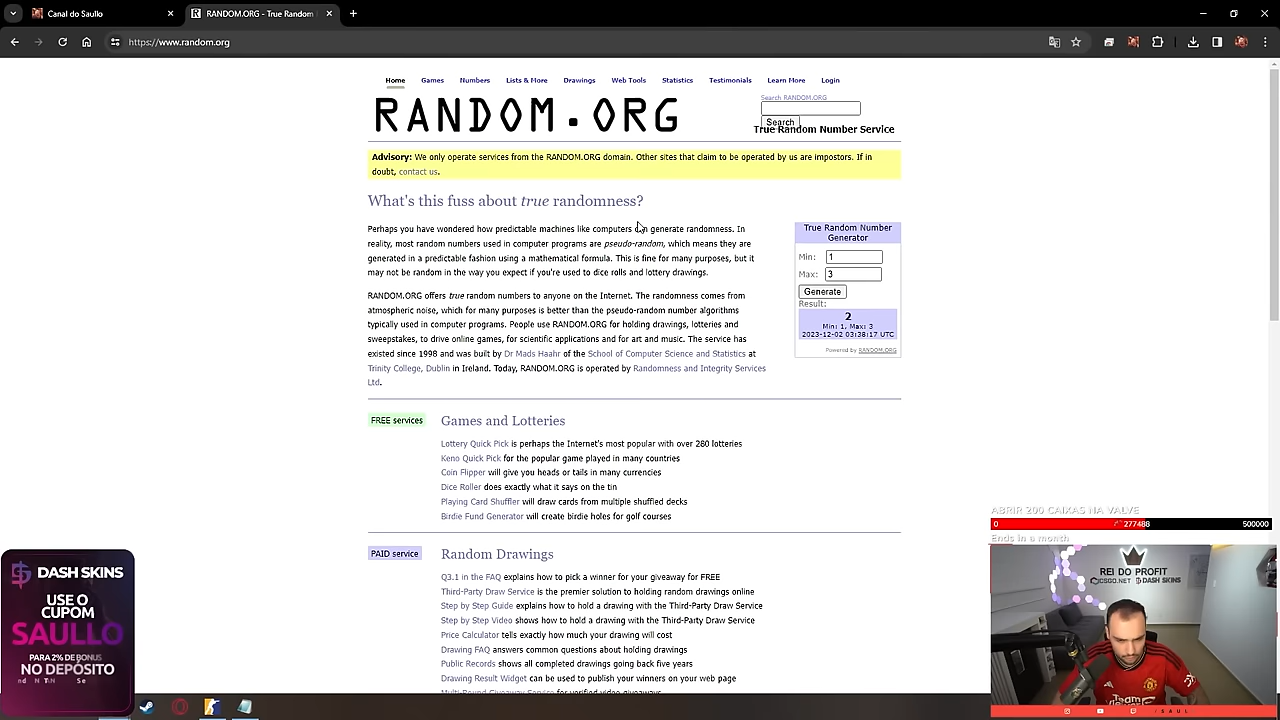 Canal do Saullo
RANDOM.ORG - True Random
https://www.random.org
Home Games Numbers Lists & More Drawings Web Tools Statistics Testimonials Learn More Login
Search RANDOM.ORG
RANDOM.ORG
Search
True Random Number Service
Advisory: We only operate services from the RANDOM.ORG domain. Other sites that claim to be operated by us are impostors. If in
doubt, contact us.
What's this fuss about true randomness?
Perhaps you have wondered how predictable machines like computers can generate randomness. In
reality, most random numbers used in computer programs are pseudo-random, which means they are
generated in a predictable fashion using a mathematical formula. This is fine for many purposes, but it
may not be random in the way you expect if you're used to dice rolls and lottery drawings.
RANDOM.ORG offers true random numbers to anyone on the Internet. The randomness comes from
atmospheric noise, which for many purposes is better than the pseudo-random number algorithms
typically used in computer programs. People use RANDOM.ORG for holding drawings, lotteries and
sweepstakes, to drive online games, for scientific applications and for art and music. The service has
existed since 1998 and was built by Dr Mads Haahr of the School of Computer Science and Statistics at
Trinity College, Dublin in Ireland. Today, RANDOM.ORG is operated by Randomness and Integrity Services
Ltd.
True Random Number
Generator
Min: 1
Max: 3
Generate
Result:
2
Min: 1, Max: 3
2023-12-02 03:38:17 UTC
Powered by RANDOM.ORG
FREE services
Games and Lotteries
Lottery Quick Pick is perhaps the Internet's most popular with over 280 lotteries
Keno Quick Pick for the popular game played in many countries
Coin Flipper will give you heads or tails in many currencies
Dice Roller does exactly what it says on the tin
Playing Card Shuffler will draw cards from multiple shuffled decks
Birdie Fund Generator will create birdie holes for golf courses
PAID service
Random Drawings
Q3.1 in the FAQ explains how to pick a winner for your giveaway for FREE
Third-Party Draw Service is the premier solution to holding random drawings online
Step by Step Guide explains how to hold a drawing with the Third-Party Draw Service
Step by Step Video shows how to hold a drawing with the Third-Party Draw Service
Price Calculator tells exactly how much your drawing will cost
Drawing FAQ answers common questions about holding drawings
Public Records shows all completed drawings going back five years
Drawing Result Widget can be used to publish your winners on your web page
Multi-Round Giveaway Service for verified video giveaways
DASH SKINS
USE O
CUPOM
SAULLO
PARA 2% DE BONUS
NO DEPÓSITO
ABRIR 200 CAIXAS NA VALVE
0 277488 500000
Ends in a month
REI DO PROFIT
CSGO.NET DASH SKINS